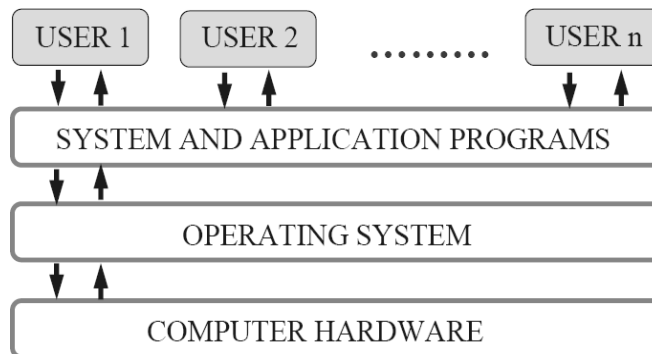 USER 1 USER 2 ......... USER n
SYSTEM AND APPLICATION PROGRAMS
OPERATING SYSTEM
COMPUTER HARDWARE